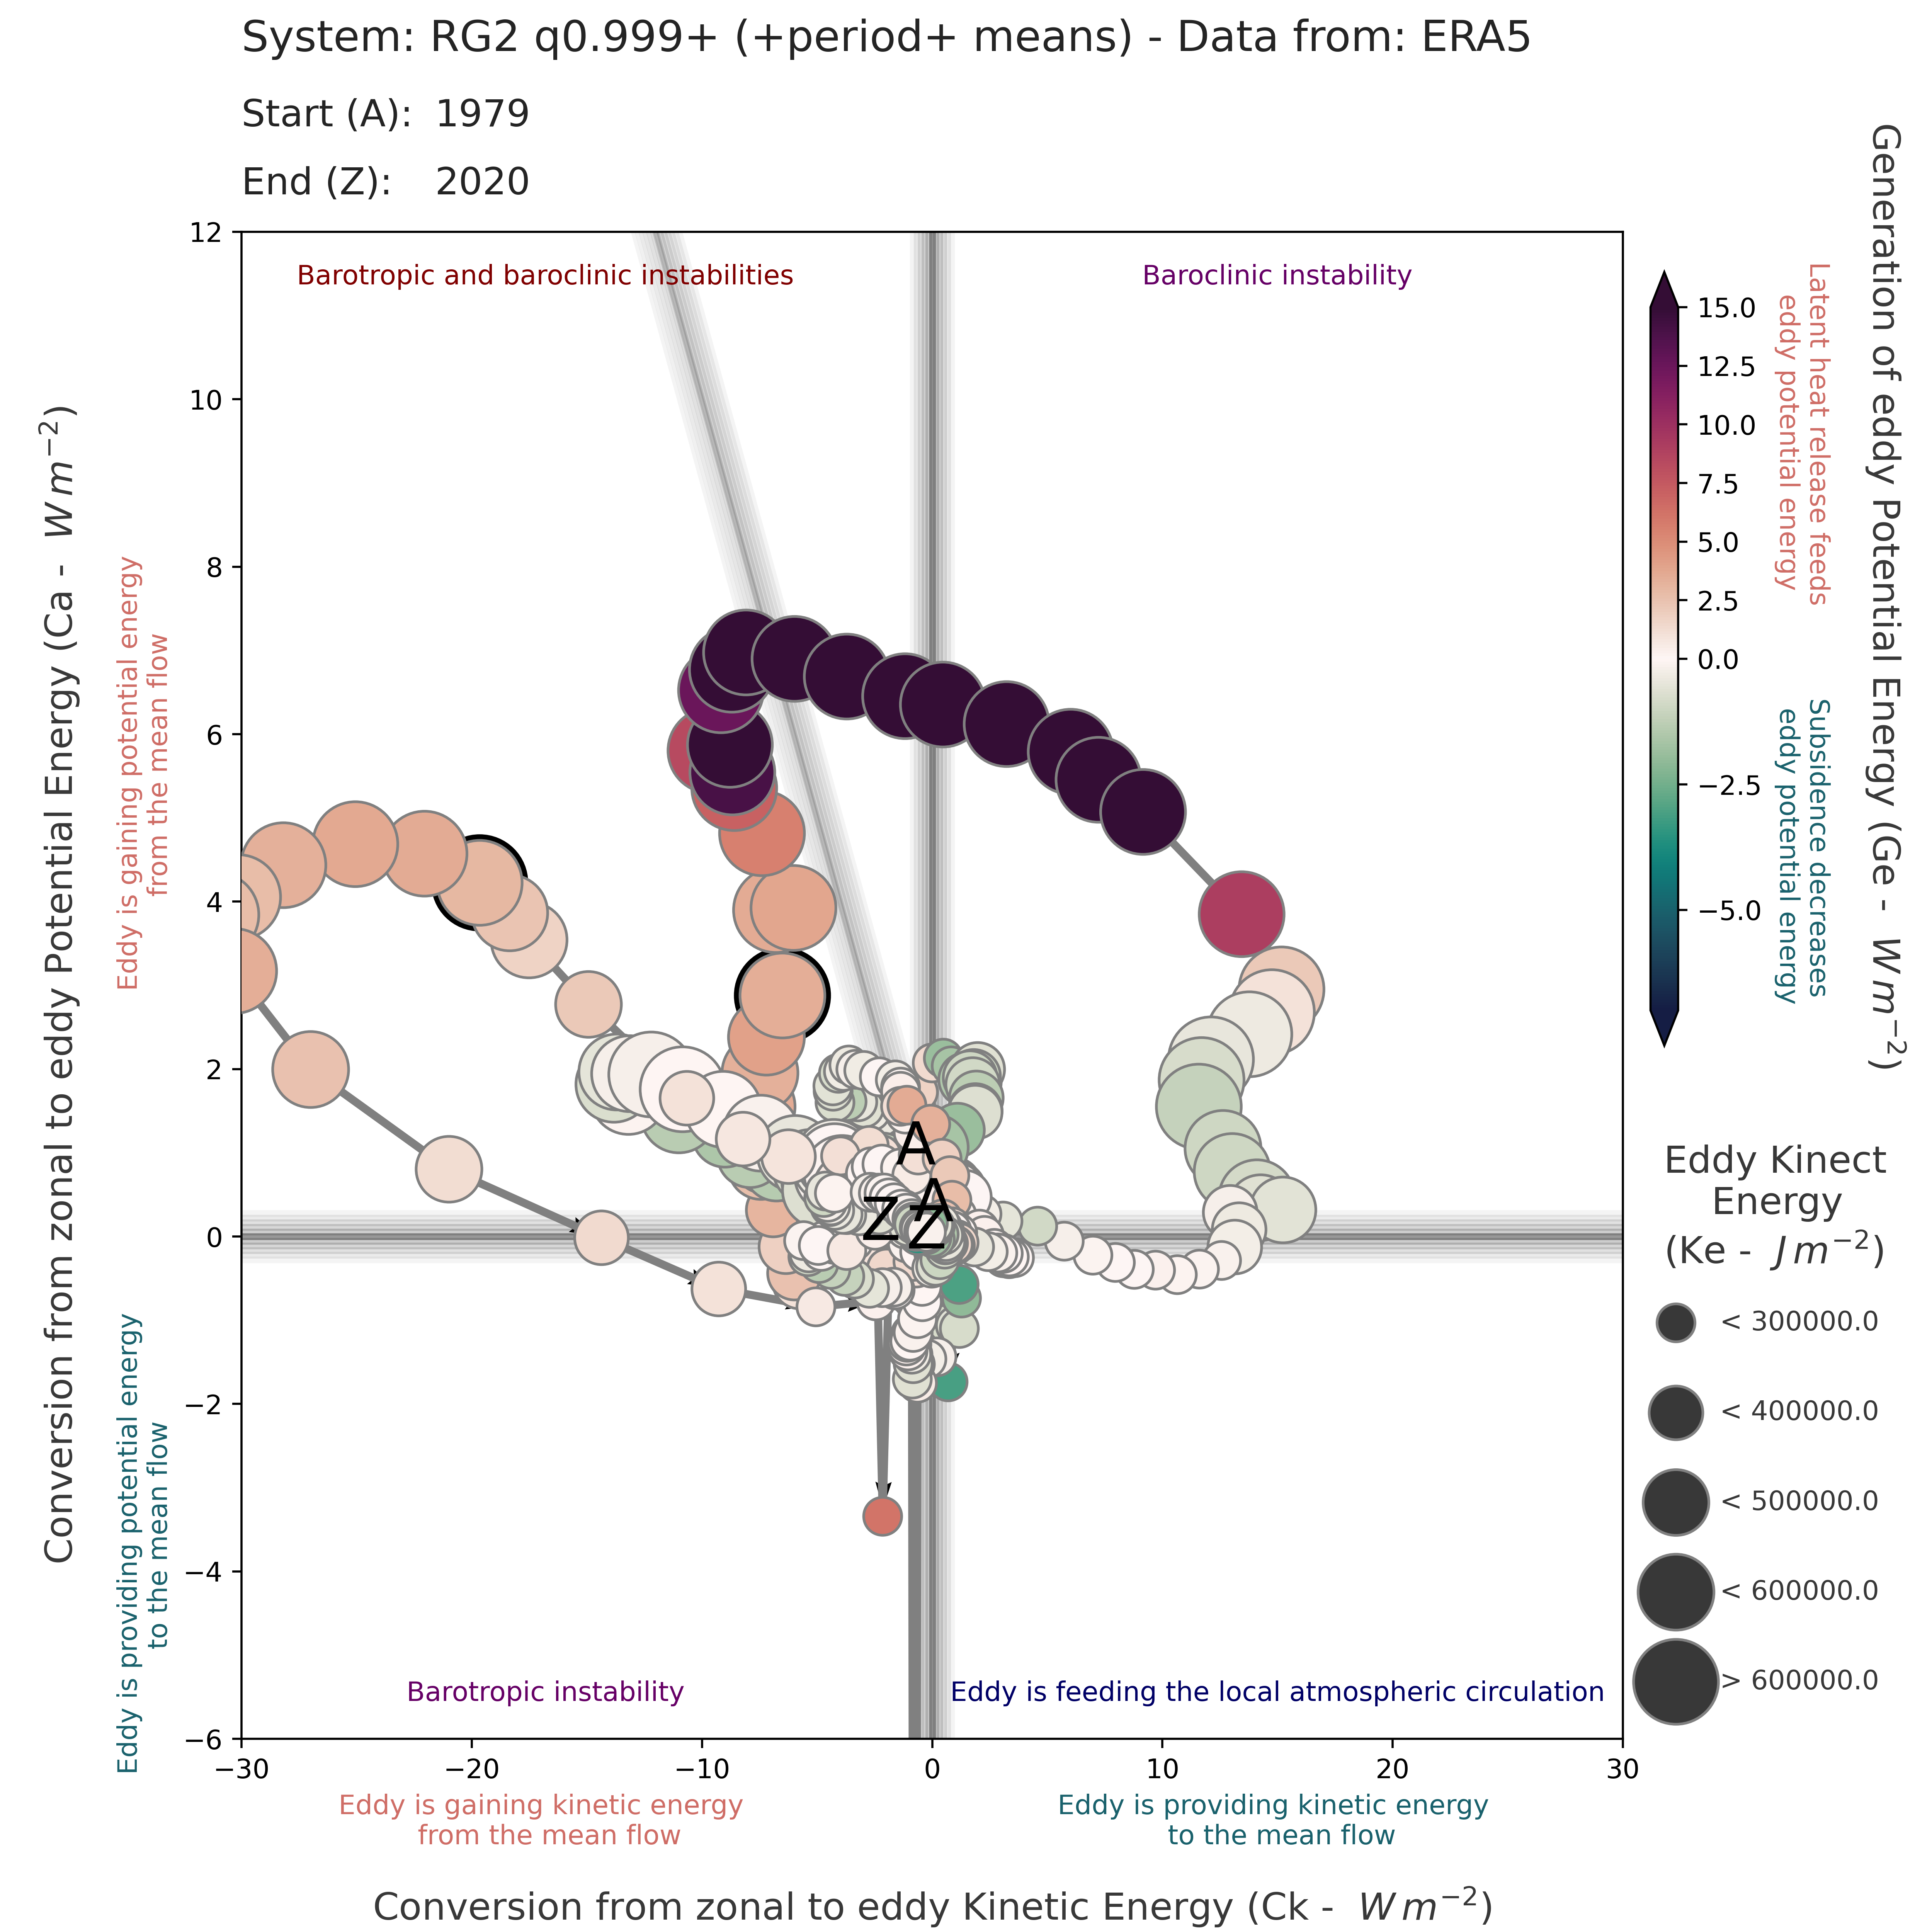 System: RG2 q0.999+ (+period+ means) - Data from: ERA5
Start (A): 1979
End (Z): 2020
Conversion from zonal to eddy Potential Energy (Ca - W m⁻²)
Eddy is gaining potential energy
from the mean flow
Eddy is providing potential energy
to the mean flow
12
10
8
6
4
2
0
−2
−4
−6
Barotropic and baroclinic instabilities
Baroclinic instability
A
A
Z
Z
Barotropic instability
Eddy is feeding the local atmospheric circulation
−30
−20
−10
0
10
20
30
Eddy is gaining kinetic energy
from the mean flow
Eddy is providing kinetic energy
to the mean flow
Conversion from zonal to eddy Kinetic Energy (Ck - W m⁻²)
15.0
12.5
10.0
7.5
5.0
2.5
0.0
−2.5
−5.0
Latent heat release feeds
eddy potential energy
Subsidence decreases
eddy potential energy
Generation of eddy Potential Energy (Ge - W m⁻²)
Eddy Kinect
Energy
(Ke - J m⁻²)
< 300000.0
< 400000.0
< 500000.0
< 600000.0
> 600000.0